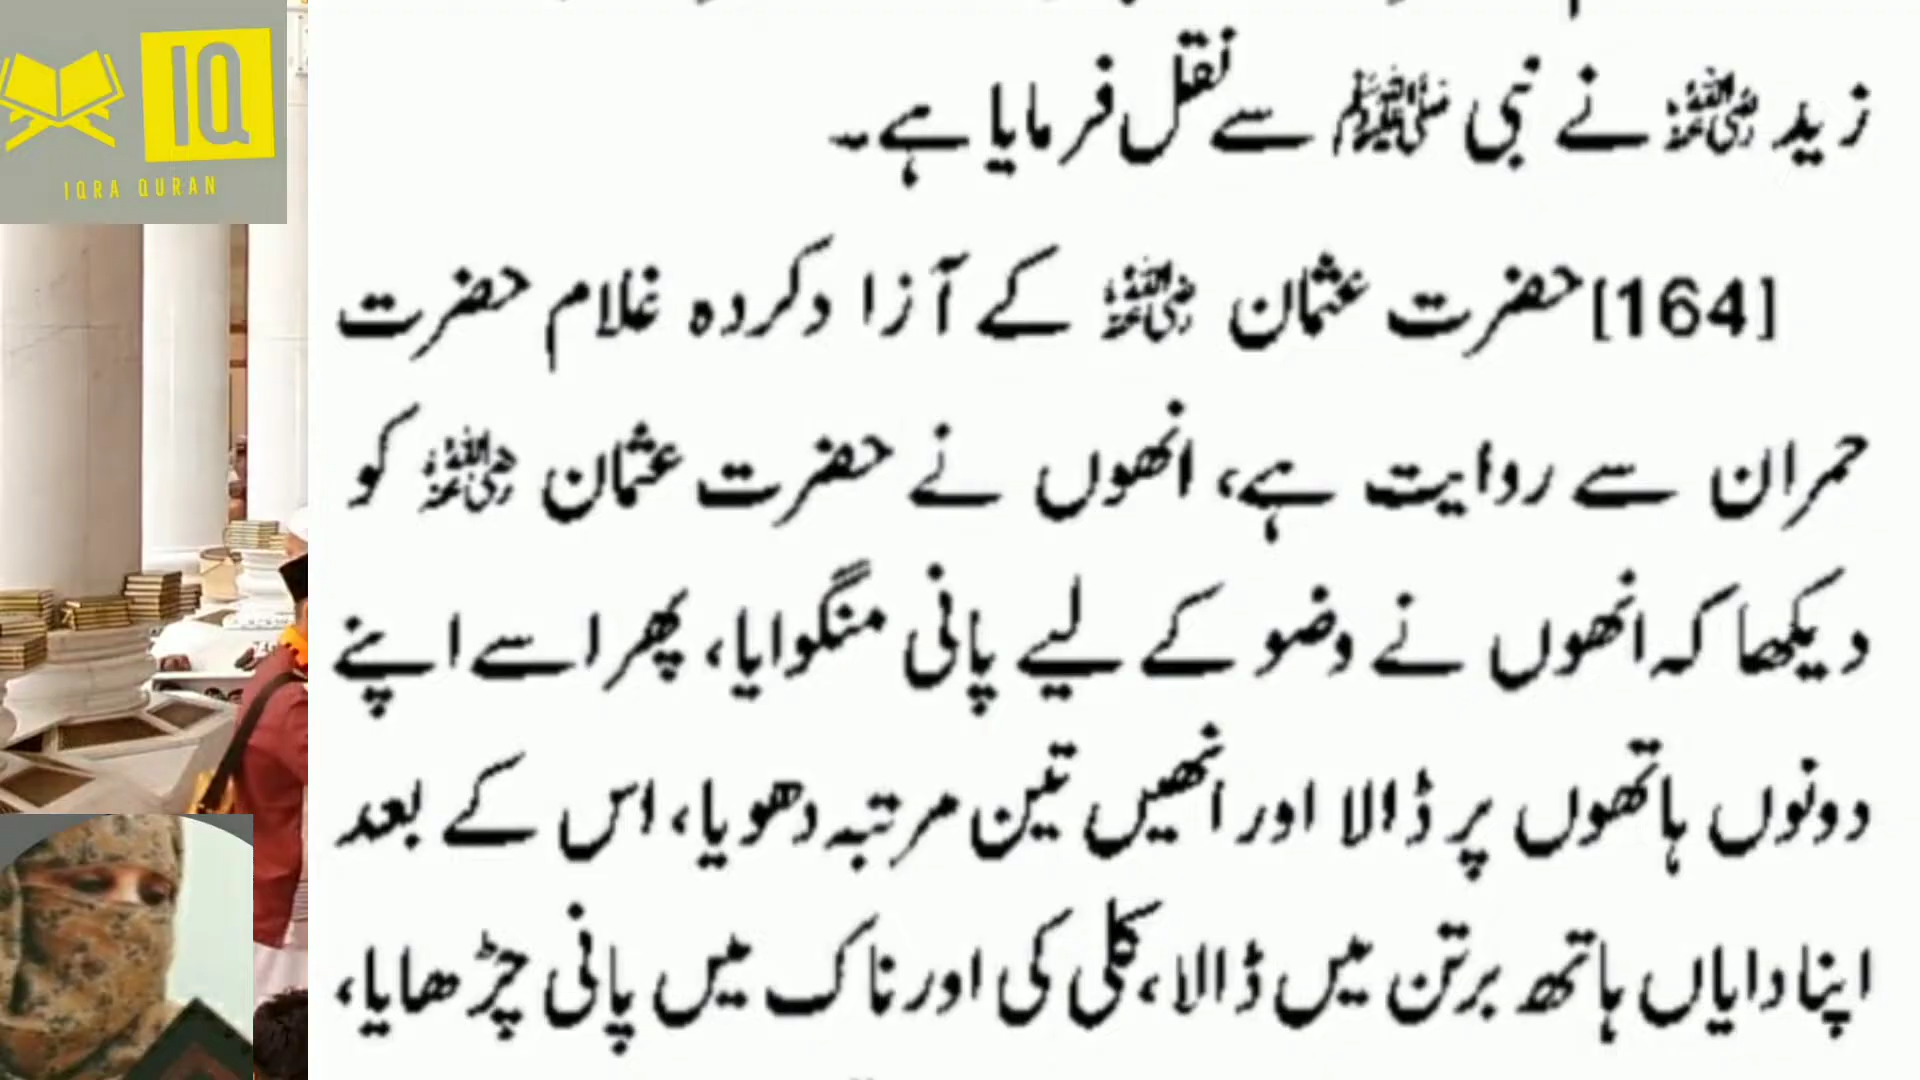 IQ
IQRA QURAN
زید رضی اللہ عنہ نے نبی ﷺ سے نقل فرمایا ہے۔
[164] حضرت عثمان رضی اللہ عنہ کے آزاد کردہ غلام حضرت
حمران سے روایت ہے، انھوں نے حضرت عثمان رضی اللہ عنہ کو
دیکھا کہ انھوں نے وضو کے لیے پانی منگوایا، پھر اسے اپنے
دونوں ہاتھوں پر ڈالا اور انھیں تین مرتبہ دھویا، اس کے بعد
اپنا دایاں ہاتھ برتن میں ڈالا، کلی کی اور ناک میں پانی چڑھایا،